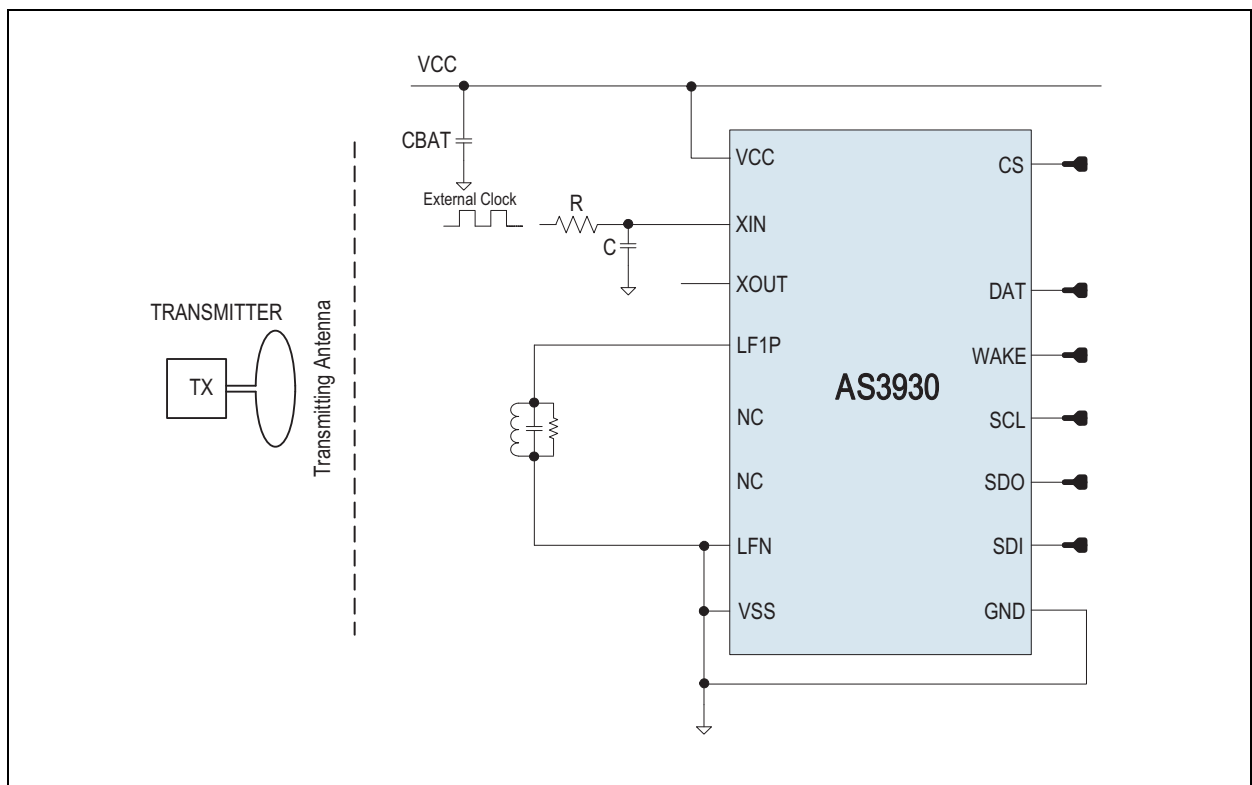 VCC
CBAT
External Clock
R
C
VCC
XIN
XOUT
LF1P
NC
NC
LFN
VSS
AS3930
CS
DAT
WAKE
SCL
SDO
SDI
GND
TRANSMITTER
TX
Transmitting Antenna